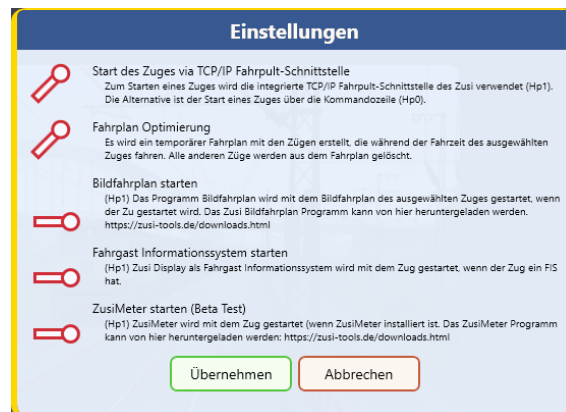 Einstellungen
Start des Zuges via TCP/IP Fahrpult-Schnittstelle
Zum Starten eines Zuges wird die integrierte TCP/IP Fahrpult-Schnittstelle des Zusi verwendet (Hp1).
Die Alternative ist der Start eines Zuges über die Kommandozeile (Hp0).
Fahrplan Optimierung
Es wird ein temporärer Fahrplan mit den Zügen erstellt, die während der Fahrzeit des ausgewählten
Zuges fahren. Alle anderen Züge werden aus dem Fahrplan gelöscht.
Bildfahrplan starten
(Hp1) Das Programm Bildfahrplan wird mit dem Bildfahrplan des ausgewählten Zuges gestartet, wenn
der Zu gestartet wird. Das Zusi Bildfahrplan Programm kann von hier heruntergeladen werden.
https://zusi-tools.de/downloads.html
Fahrgast Informationssystem starten
(Hp1) Zusi Display als Fahrgast Informationssystem wird mit dem Zug gestartet, wenn der Zug ein FIS
hat.
ZusiMeter starten (Beta Test)
(Hp1) ZusiMeter wird mit dem Zug gestartet (wenn ZusiMeter installiert ist. Das ZusiMeter Programm
kann von hier heruntergeladen werden: https://zusi-tools.de/downloads.html
Übernehmen Abbrechen